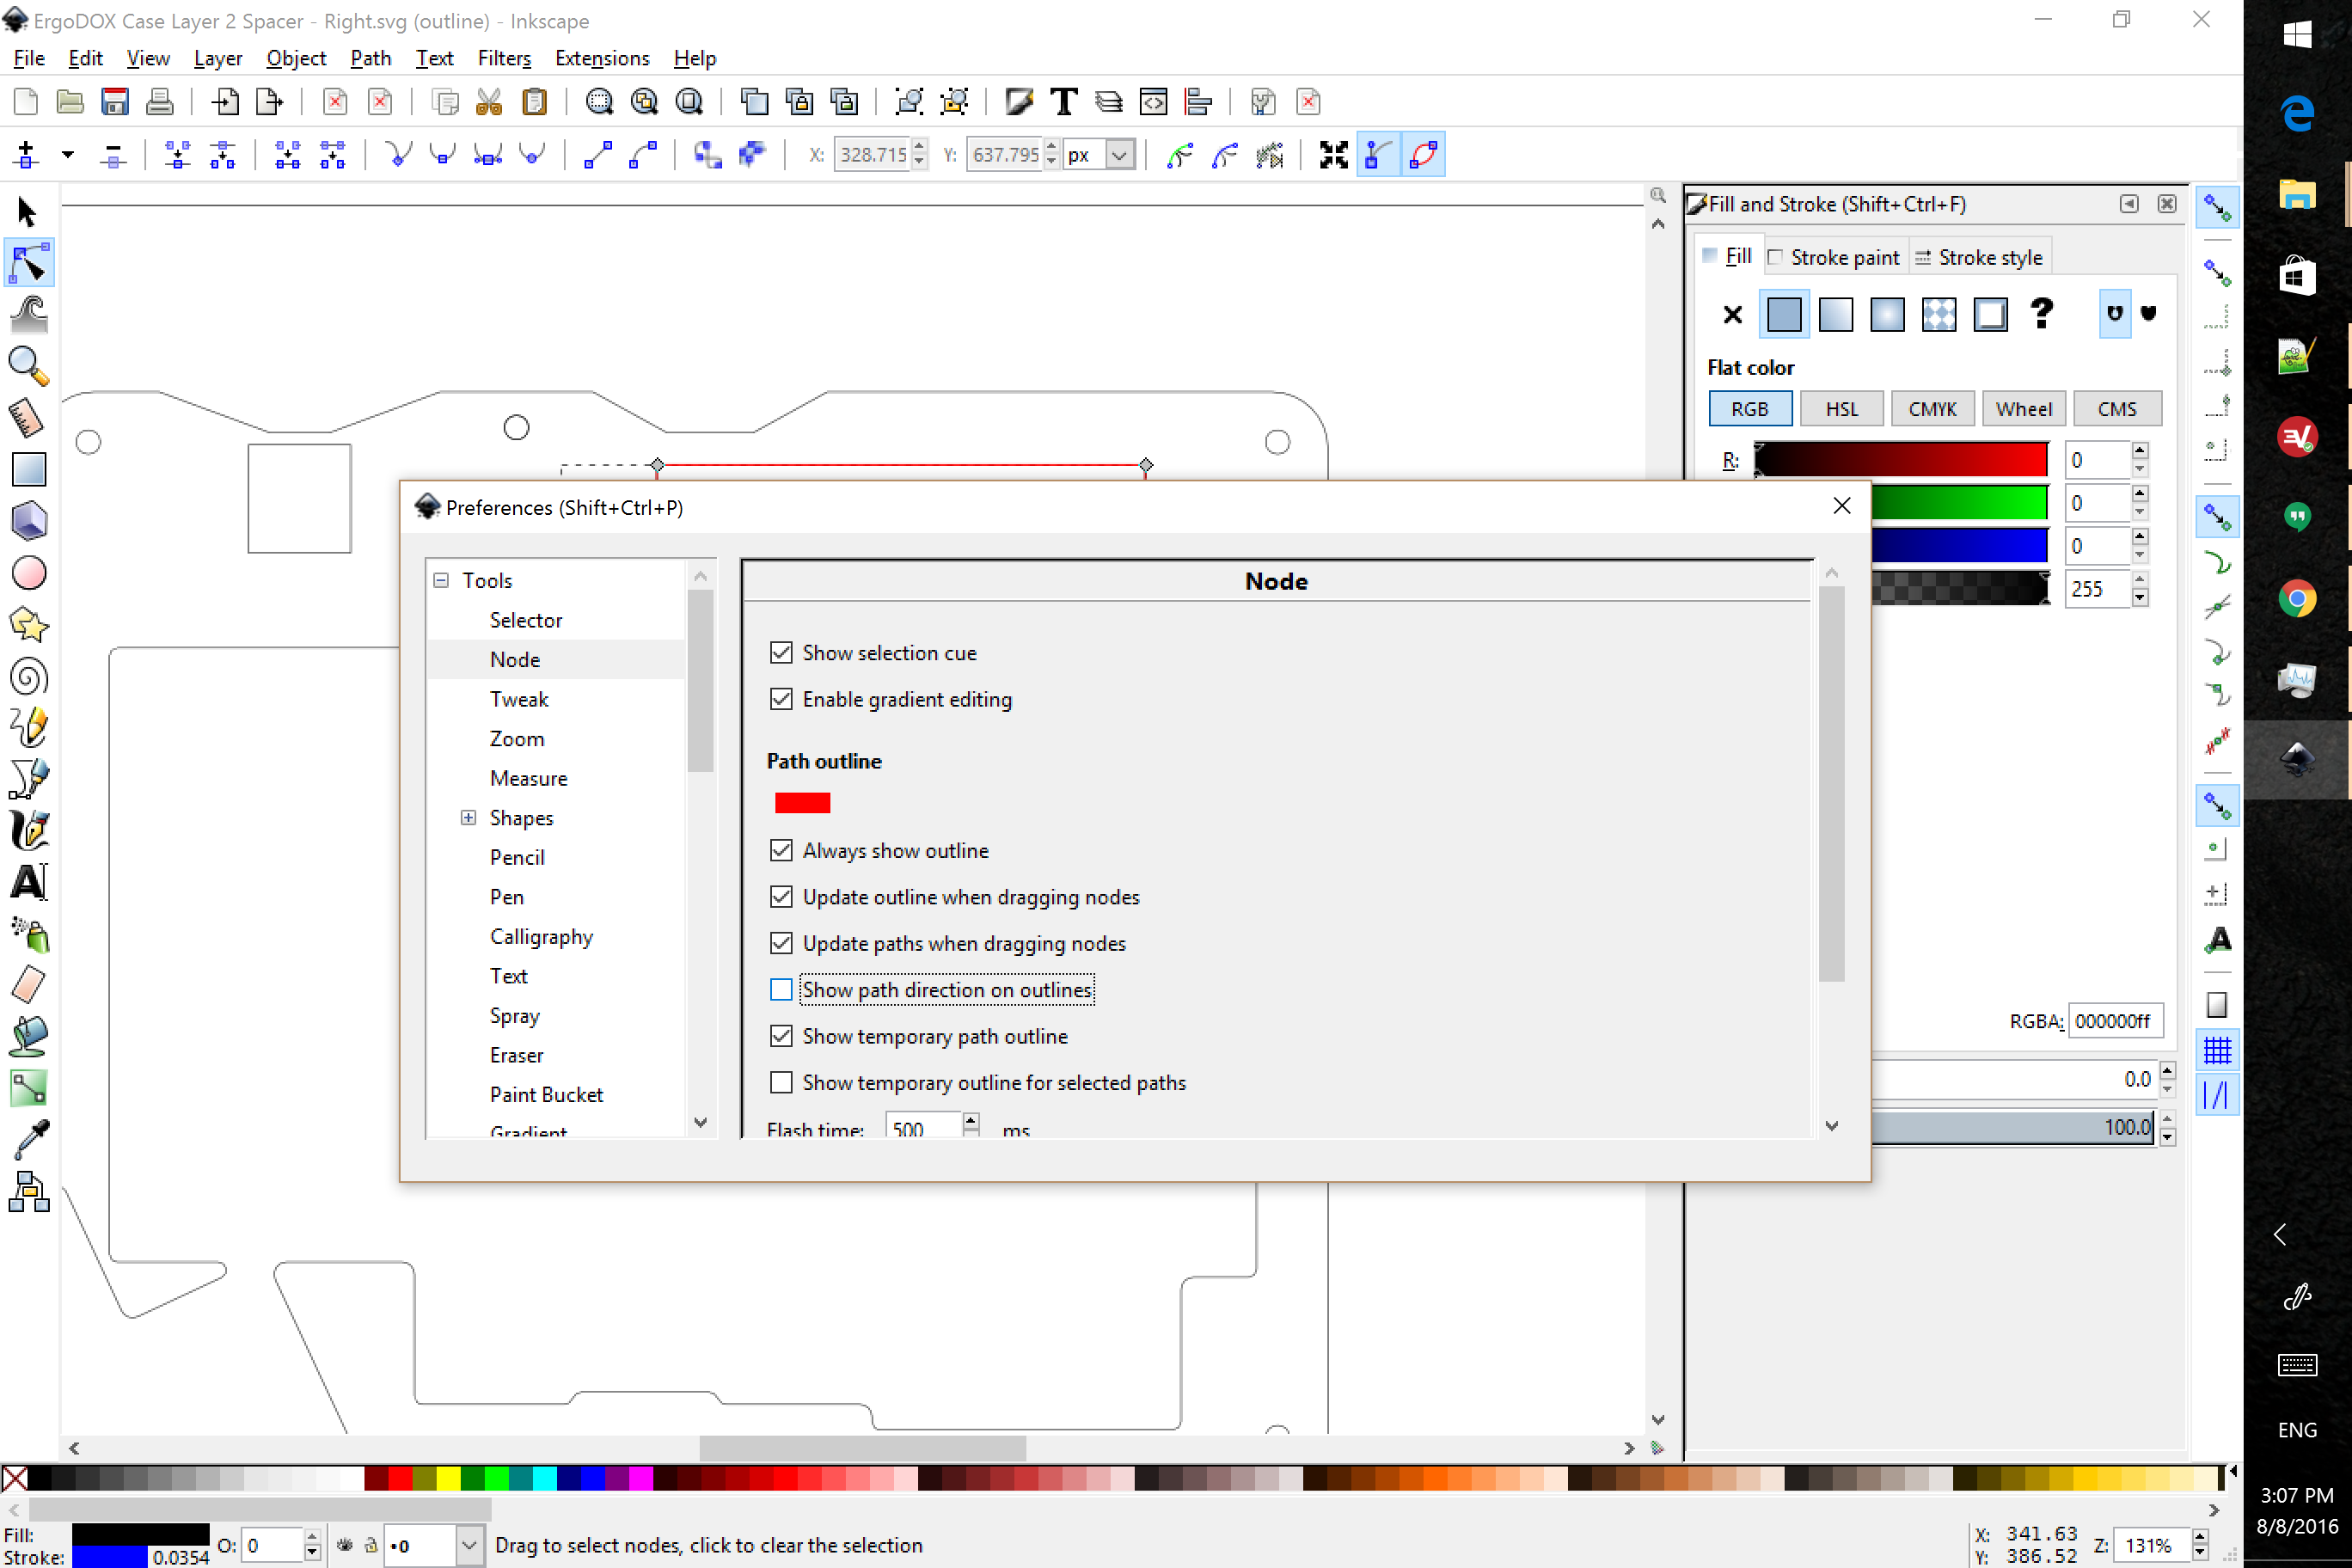 ErgoDOX Case Layer 2 Spacer - Right.svg (outline) - Inkscape
File Edit View Layer Object Path Text Filters Extensions Help
X: 328.715 Y: 637.795 px
Fill and Stroke (Shift+Ctrl+F)
Fill Stroke paint Stroke style
Flat color
RGB HSL CMYK Wheel CMS
R: 0
0
0
255
RGBA: 000000ff
0.0
100.0
Preferences (Shift+Ctrl+P)
Tools
Selector
Node
Tweak
Zoom
Measure
Shapes
Pencil
Pen
Calligraphy
Text
Spray
Eraser
Paint Bucket
Gradient
Node
Show selection cue
Enable gradient editing
Path outline
Always show outline
Update outline when dragging nodes
Update paths when dragging nodes
Show path direction on outlines
Show temporary path outline
Show temporary outline for selected paths
Flash time: 500 ms
Fill:
Stroke: 0.0354
O: 0
•0
Drag to select nodes, click to clear the selection
X: 341.63
Y: 386.52
Z: 131%
ENG
3:07 PM
8/8/2016